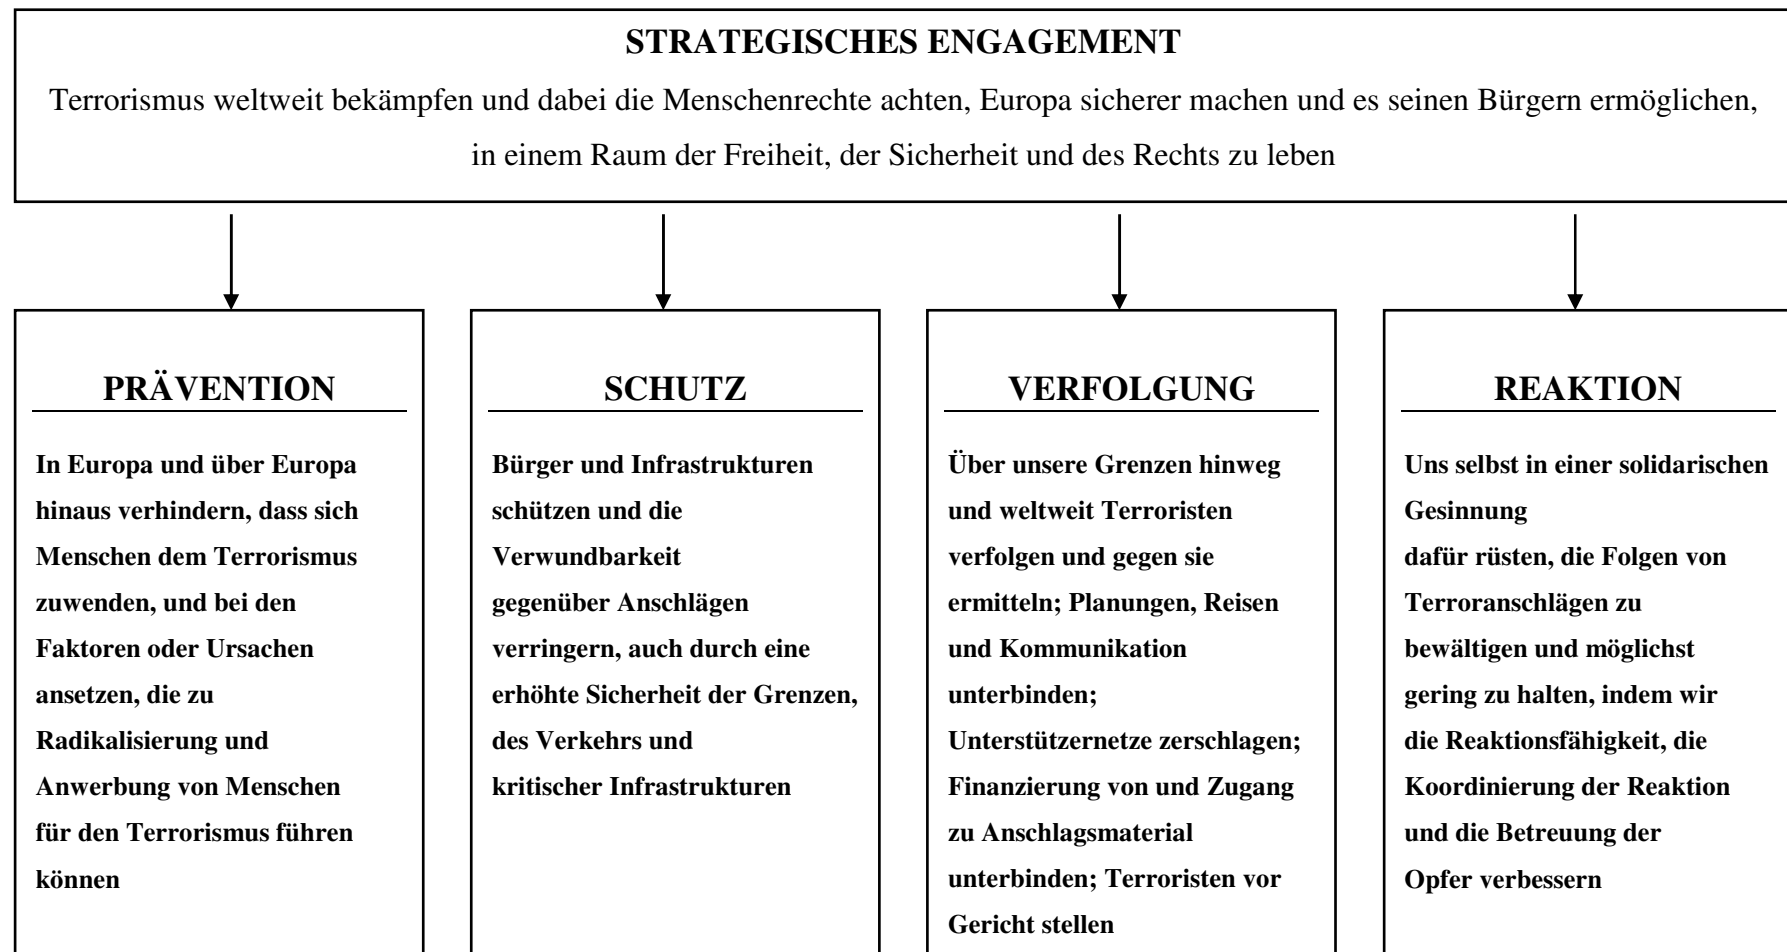 STRATEGISCHES ENGAGEMENT
Terrorismus weltweit bekämpfen und dabei die Menschenrechte achten, Europa sicherer machen und es seinen Bürgern ermöglichen,
in einem Raum der Freiheit, der Sicherheit und des Rechts zu leben
PRÄVENTION
In Europa und über Europa
hinaus verhindern, dass sich
Menschen dem Terrorismus
zuwenden, und bei den
Faktoren oder Ursachen
ansetzen, die zu
Radikalisierung und
Anwerbung von Menschen
für den Terrorismus führen
können
SCHUTZ
Bürger und Infrastrukturen
schützen und die
Verwundbarkeit
gegenüber Anschlägen
verringern, auch durch eine
erhöhte Sicherheit der Grenzen,
des Verkehrs und
kritischer Infrastrukturen
VERFOLGUNG
Über unsere Grenzen hinweg
und weltweit Terroristen
verfolgen und gegen sie
ermitteln; Planungen, Reisen
und Kommunikation
unterbinden;
Unterstützernetze zerschlagen;
Finanzierung von und Zugang
zu Anschlagsmaterial
unterbinden; Terroristen vor
Gericht stellen
REAKTION
Uns selbst in einer solidarischen
Gesinnung
dafür rüsten, die Folgen von
Terroranschlägen zu
bewältigen und möglichst
gering zu halten, indem wir
die Reaktionsfähigkeit, die
Koordinierung der Reaktion
und die Betreuung der
Opfer verbessern